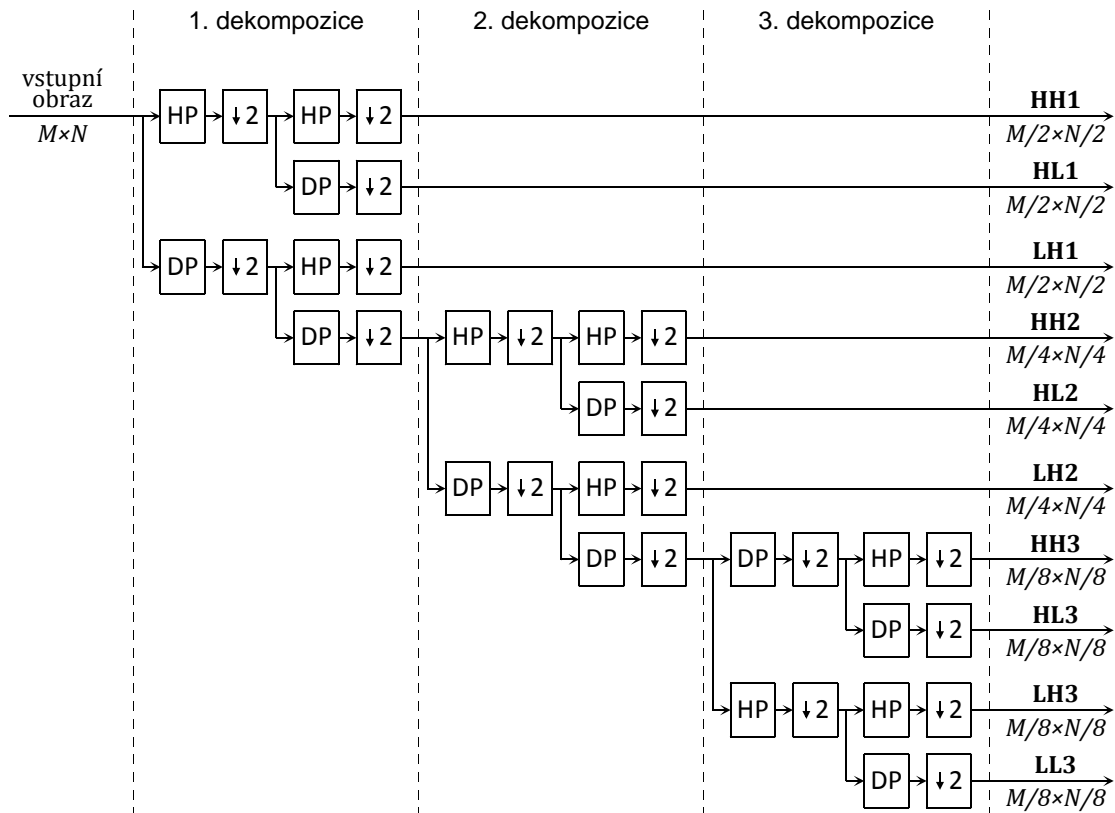 1. dekompozice
2. dekompozice
3. dekompozice
vstupní
obraz
M×N
HP ↓2 HP ↓2
HH1
M/2×N/2
DP ↓2
HL1
M/2×N/2
DP ↓2 HP ↓2
LH1
M/2×N/2
DP ↓2 HP ↓2 HP ↓2
HH2
M/4×N/4
DP ↓2
HL2
M/4×N/4
DP ↓2 HP ↓2
LH2
M/4×N/4
DP ↓2 DP ↓2 HP ↓2
HH3
M/8×N/8
DP ↓2
HL3
M/8×N/8
HP ↓2 HP ↓2
LH3
M/8×N/8
DP ↓2
LL3
M/8×N/8